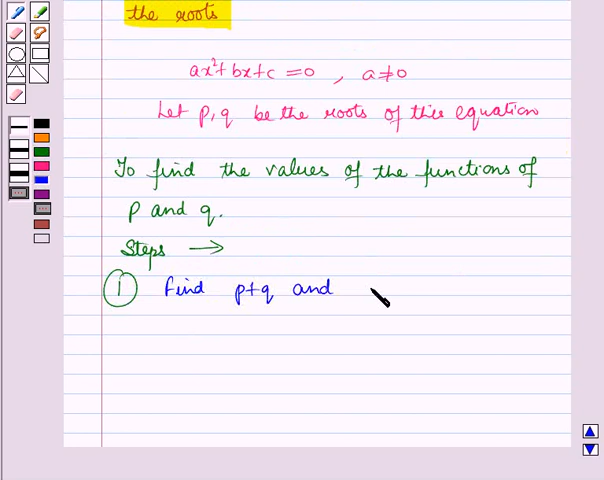 the roots
ax²+bx+c=0 , a≠0
Let p,q be the roots of this equation
To find the values of the functions of
p and q.
Steps →
1 Find p+q and